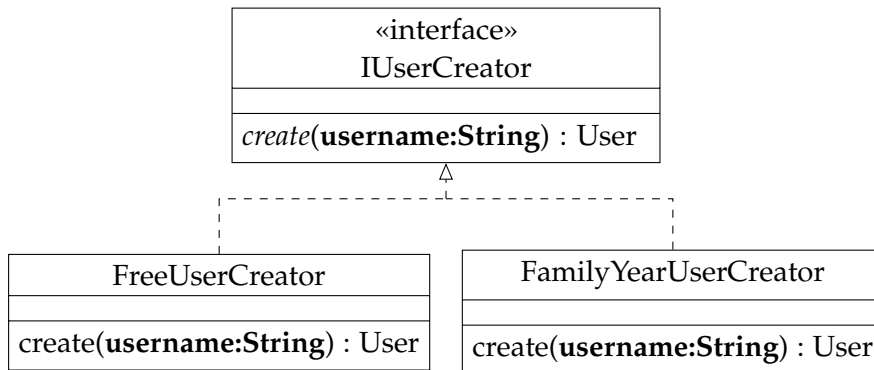 «interface»
IUserCreator
create(username:String) : User
FreeUserCreator
create(username:String) : User
FamilyYearUserCreator
create(username:String) : User